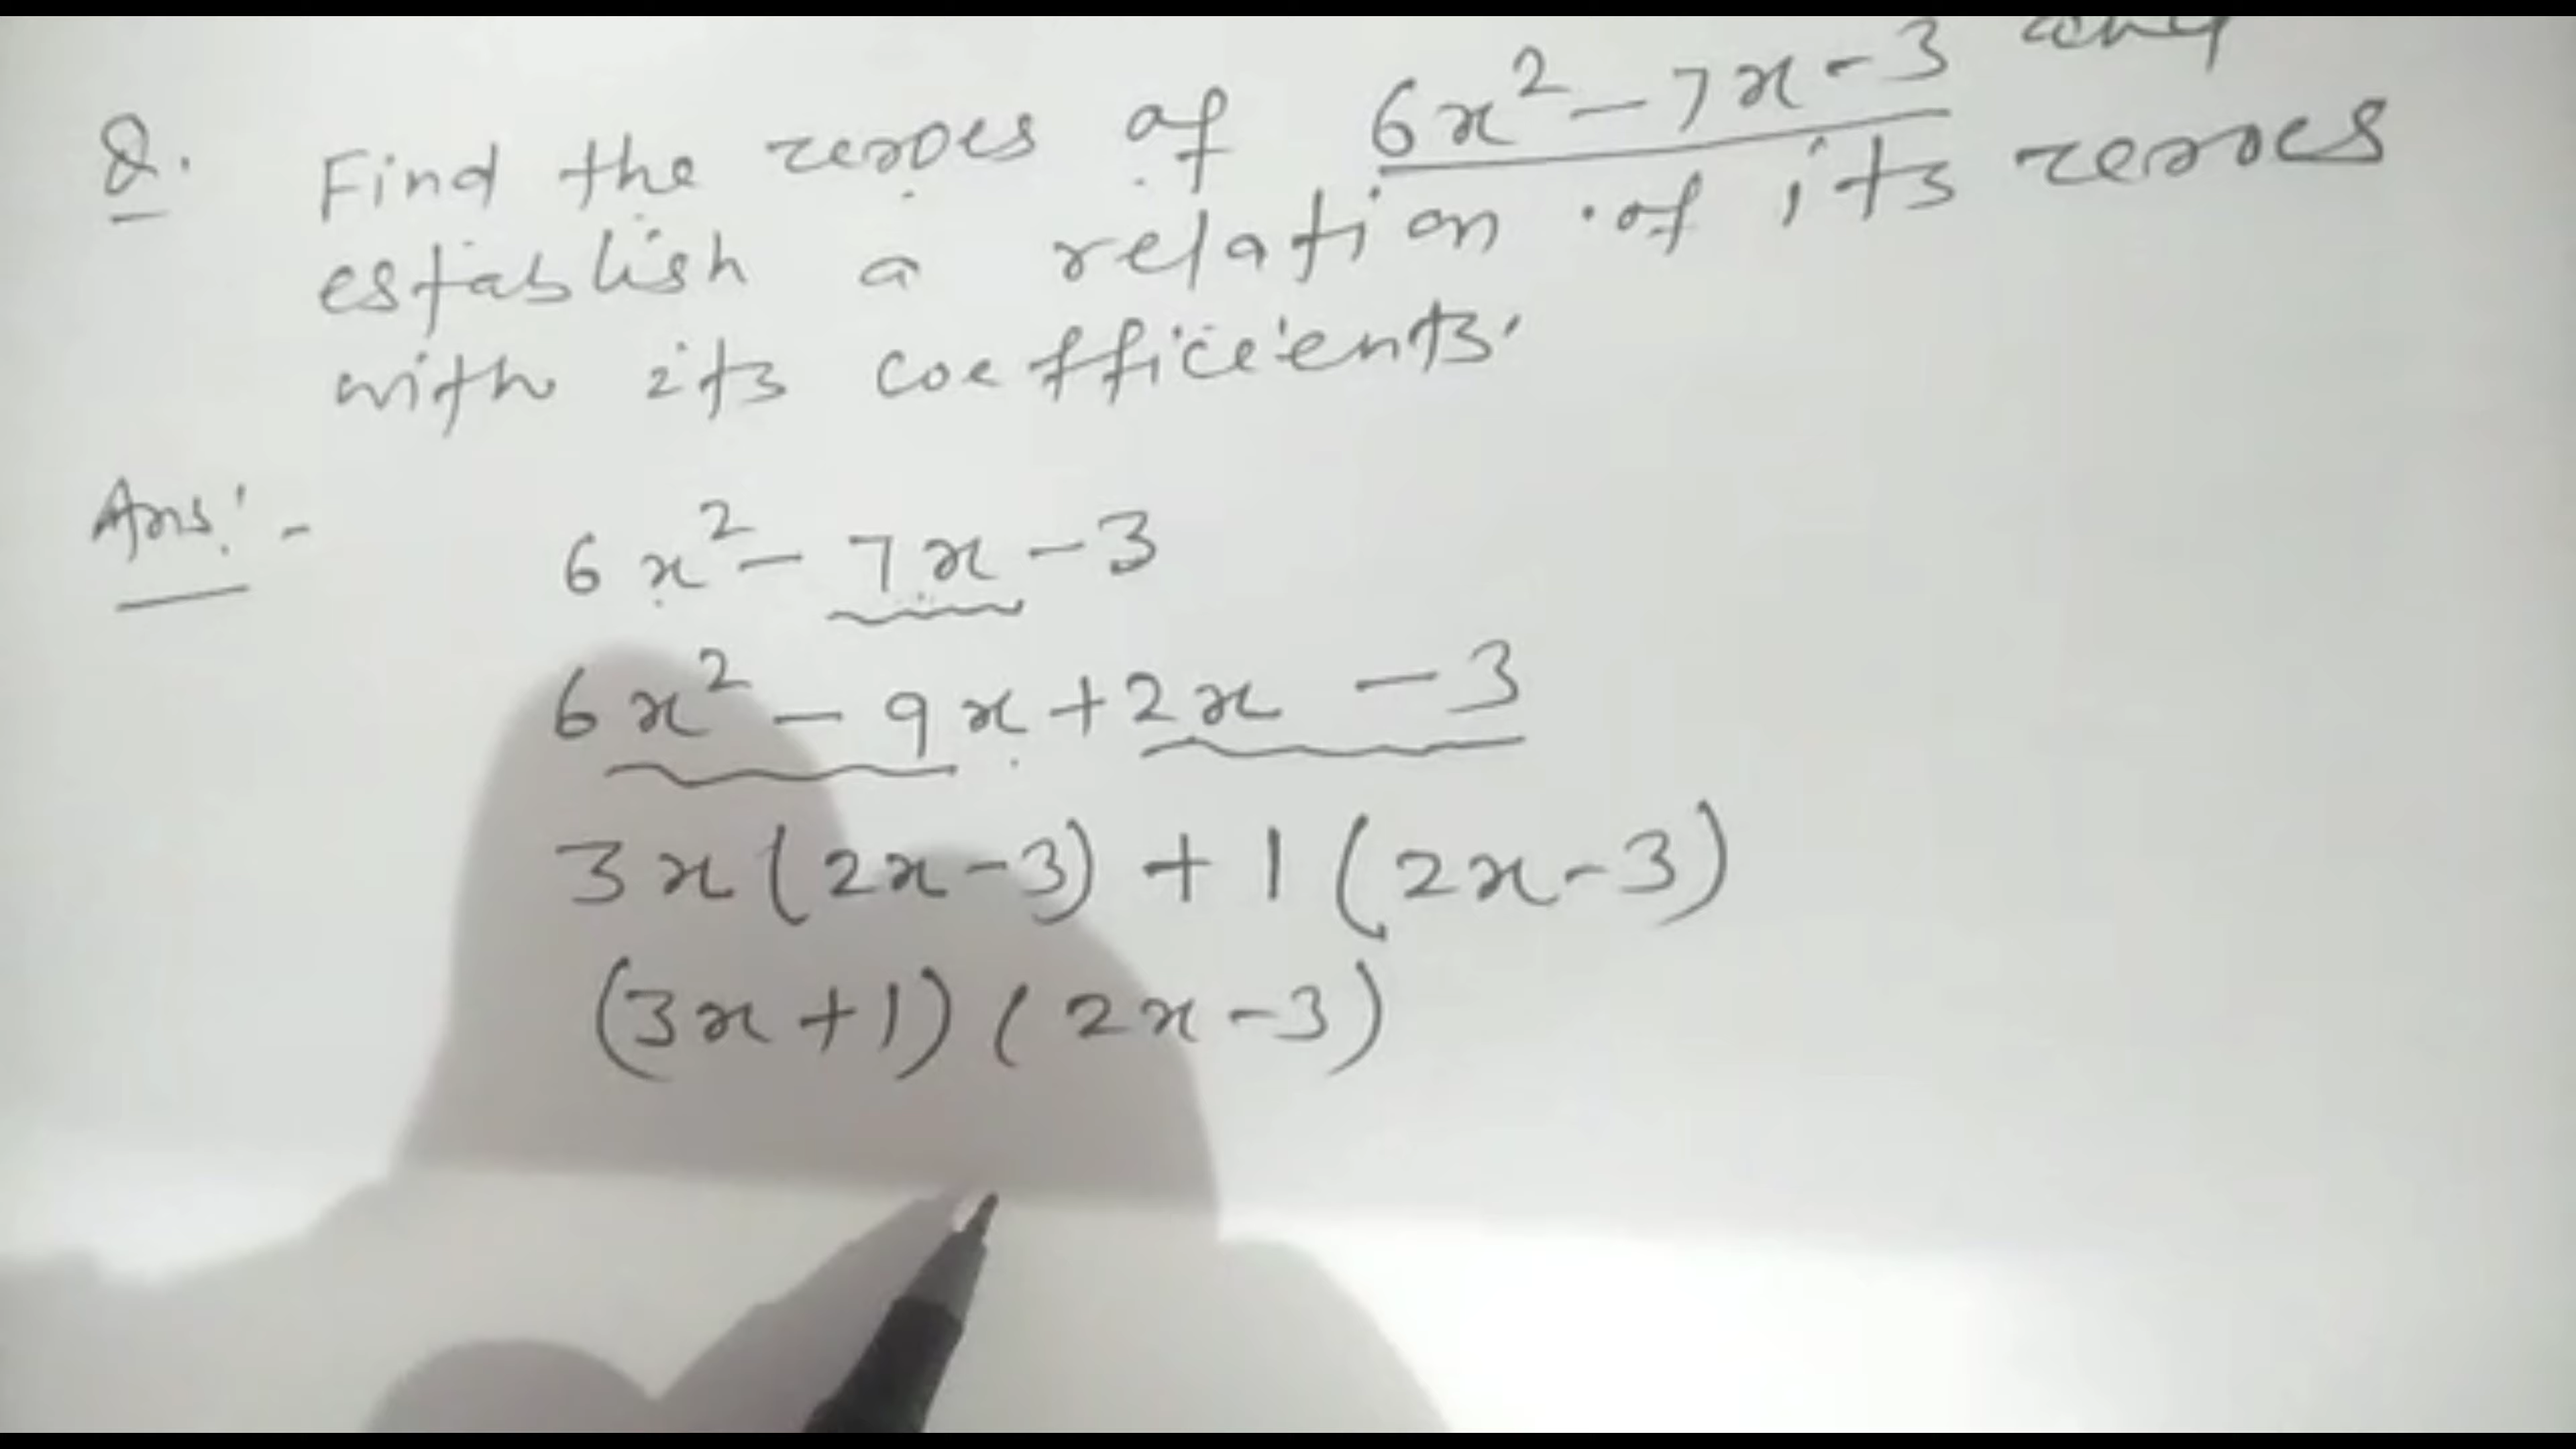 Q. Find the zeroes of 6x² - 7x - 3 and
establish a relation of its zeroes
with its coefficients.
Ans:- 6x² - 7x - 3
6x² - 9x + 2x - 3
3x(2x-3) + 1(2x-3)
(3x+1)(2x-3)